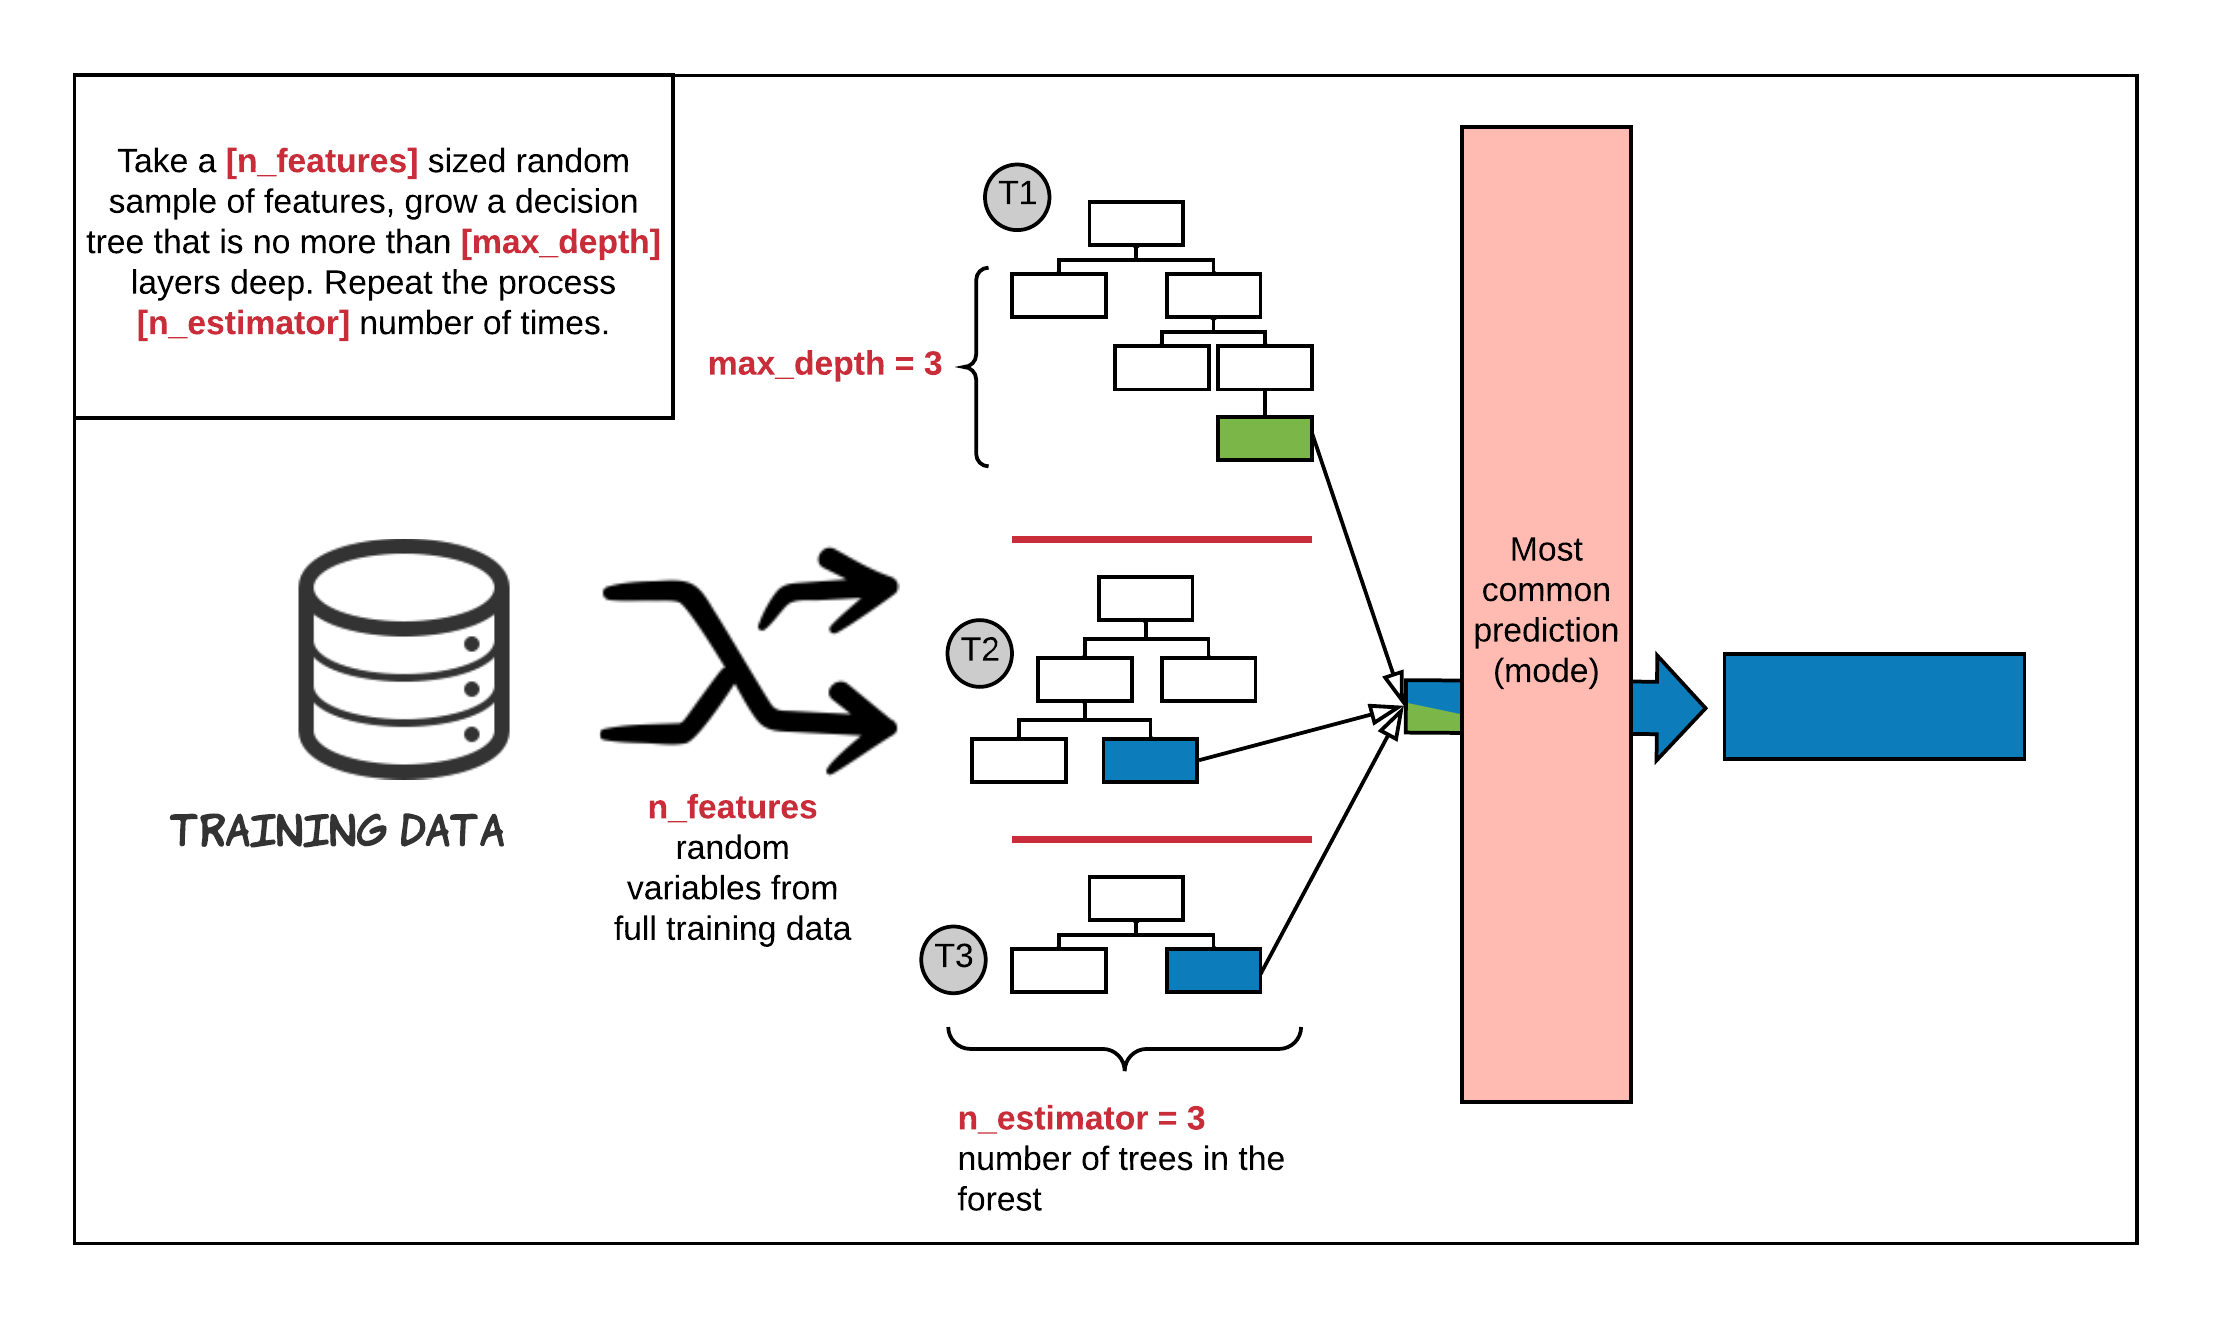 Take a [n_features] sized random
sample of features, grow a decision
tree that is no more than [max_depth]
layers deep. Repeat the process
[n_estimator] number of times.
T1
max_depth = 3
Most
common
prediction
(mode)
T2
TRAINING DATA
n_features
random
variables from
full training data
T3
n_estimator = 3
number of trees in the
forest